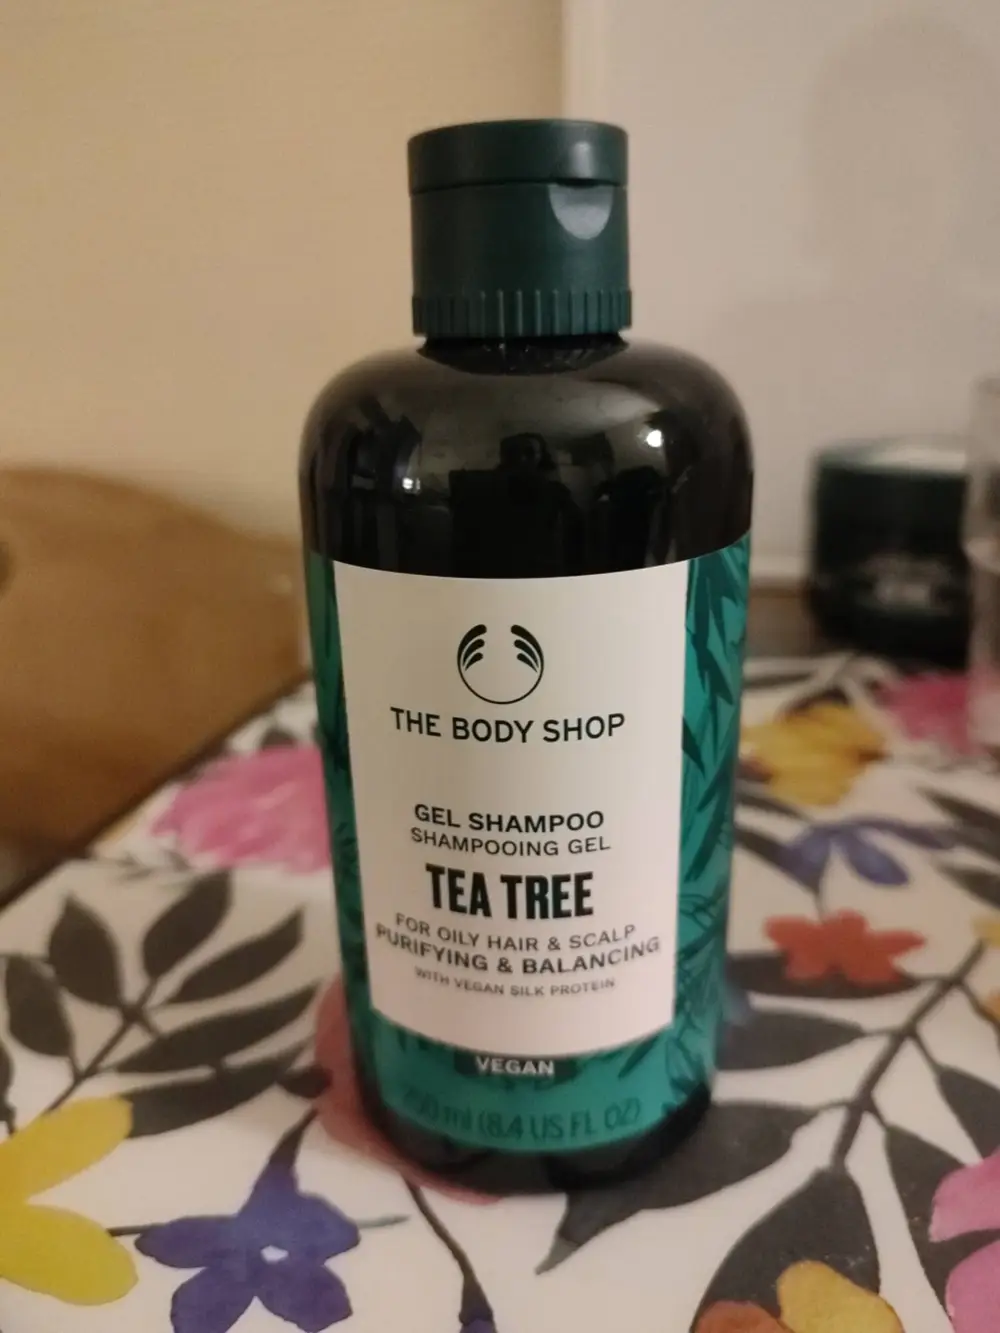 THE BODY SHOP
GEL SHAMPOO
SHAMPOOING GEL
TEA TREE
FOR OILY HAIR & SCALP
PURIFYING & BALANCING
WITH VEGAN SILK PROTEIN
VEGAN
250 ml (8.4 US FL OZ)